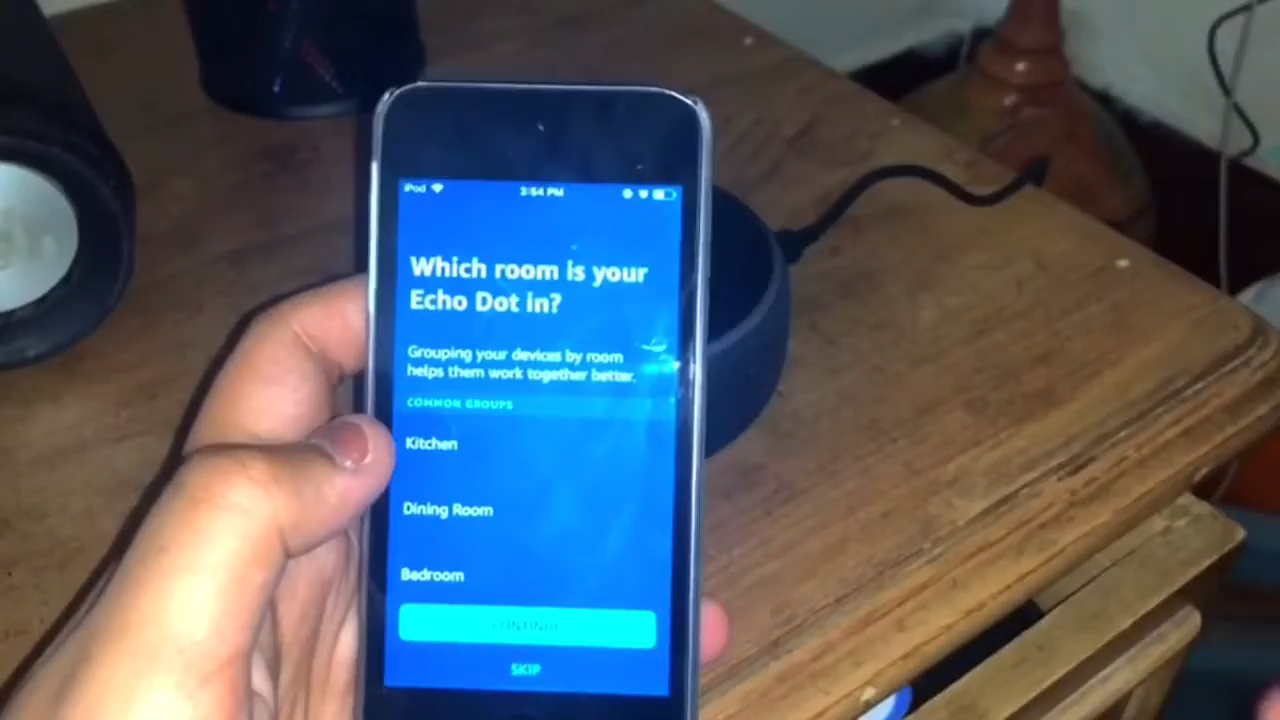 iPod 3:54 PM
Which room is your
Echo Dot in?
Grouping your devices by room
helps them work together better.
COMMON GROUPS
Kitchen
Dining Room
Bedroom
CONTINUE
SKIP